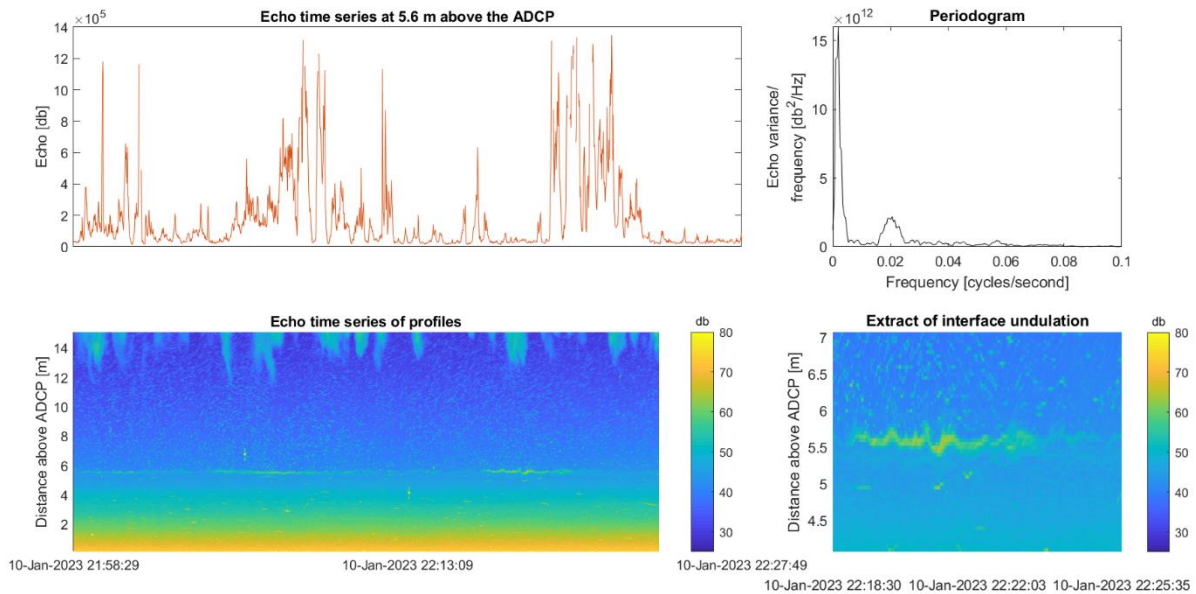 Echo time series at 5.6 m above the ADCP
×10⁵
14
12
10
8
6
4
2
0
Echo [db]
Periodogram
×10¹²
15
10
5
0
Echo variance/
frequency [db²/Hz]
0 0.02 0.04 0.06 0.08 0.1
Frequency [cycles/second]
Echo time series of profiles
14
12
10
8
6
4
2
Distance above ADCP [m]
10-Jan-2023 21:58:29 10-Jan-2023 22:13:09 10-Jan-2023 22:27:49
db
80
70
60
50
40
30
Extract of interface undulation
7
6.5
6
5.5
5
4.5
Distance above ADCP [m]
10-Jan-2023 22:18:30 10-Jan-2023 22:22:03 10-Jan-2023 22:25:35
db
80
70
60
50
40
30